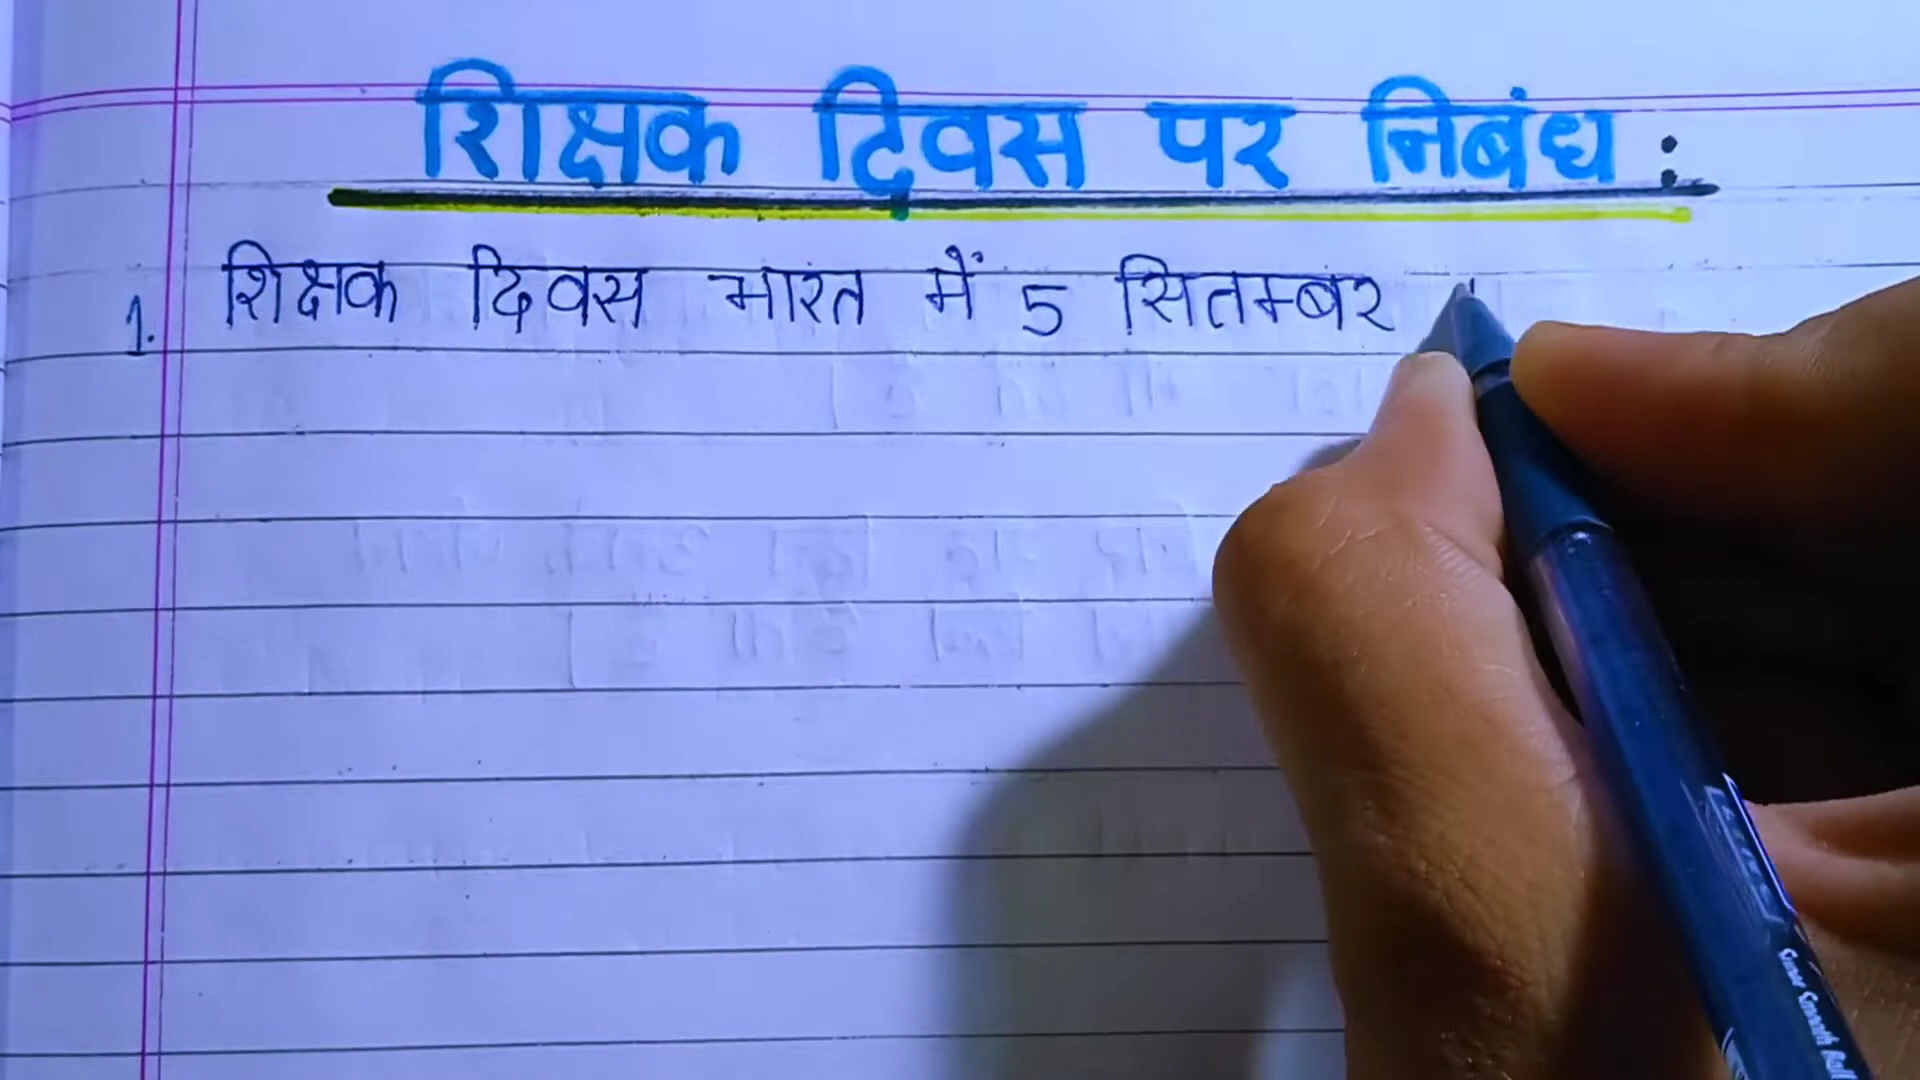 शिक्षक दिवस पर निबंध :
1. शिक्षक दिवस भारत में 5 सितम्बर